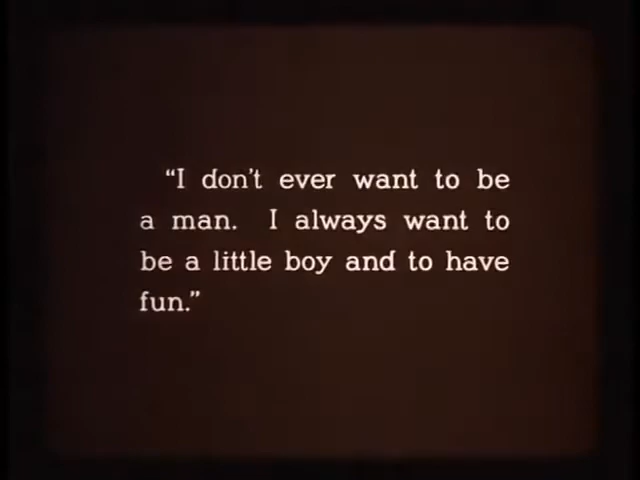 “I don't ever want to be
a man. I always want to
be a little boy and to have
fun.”